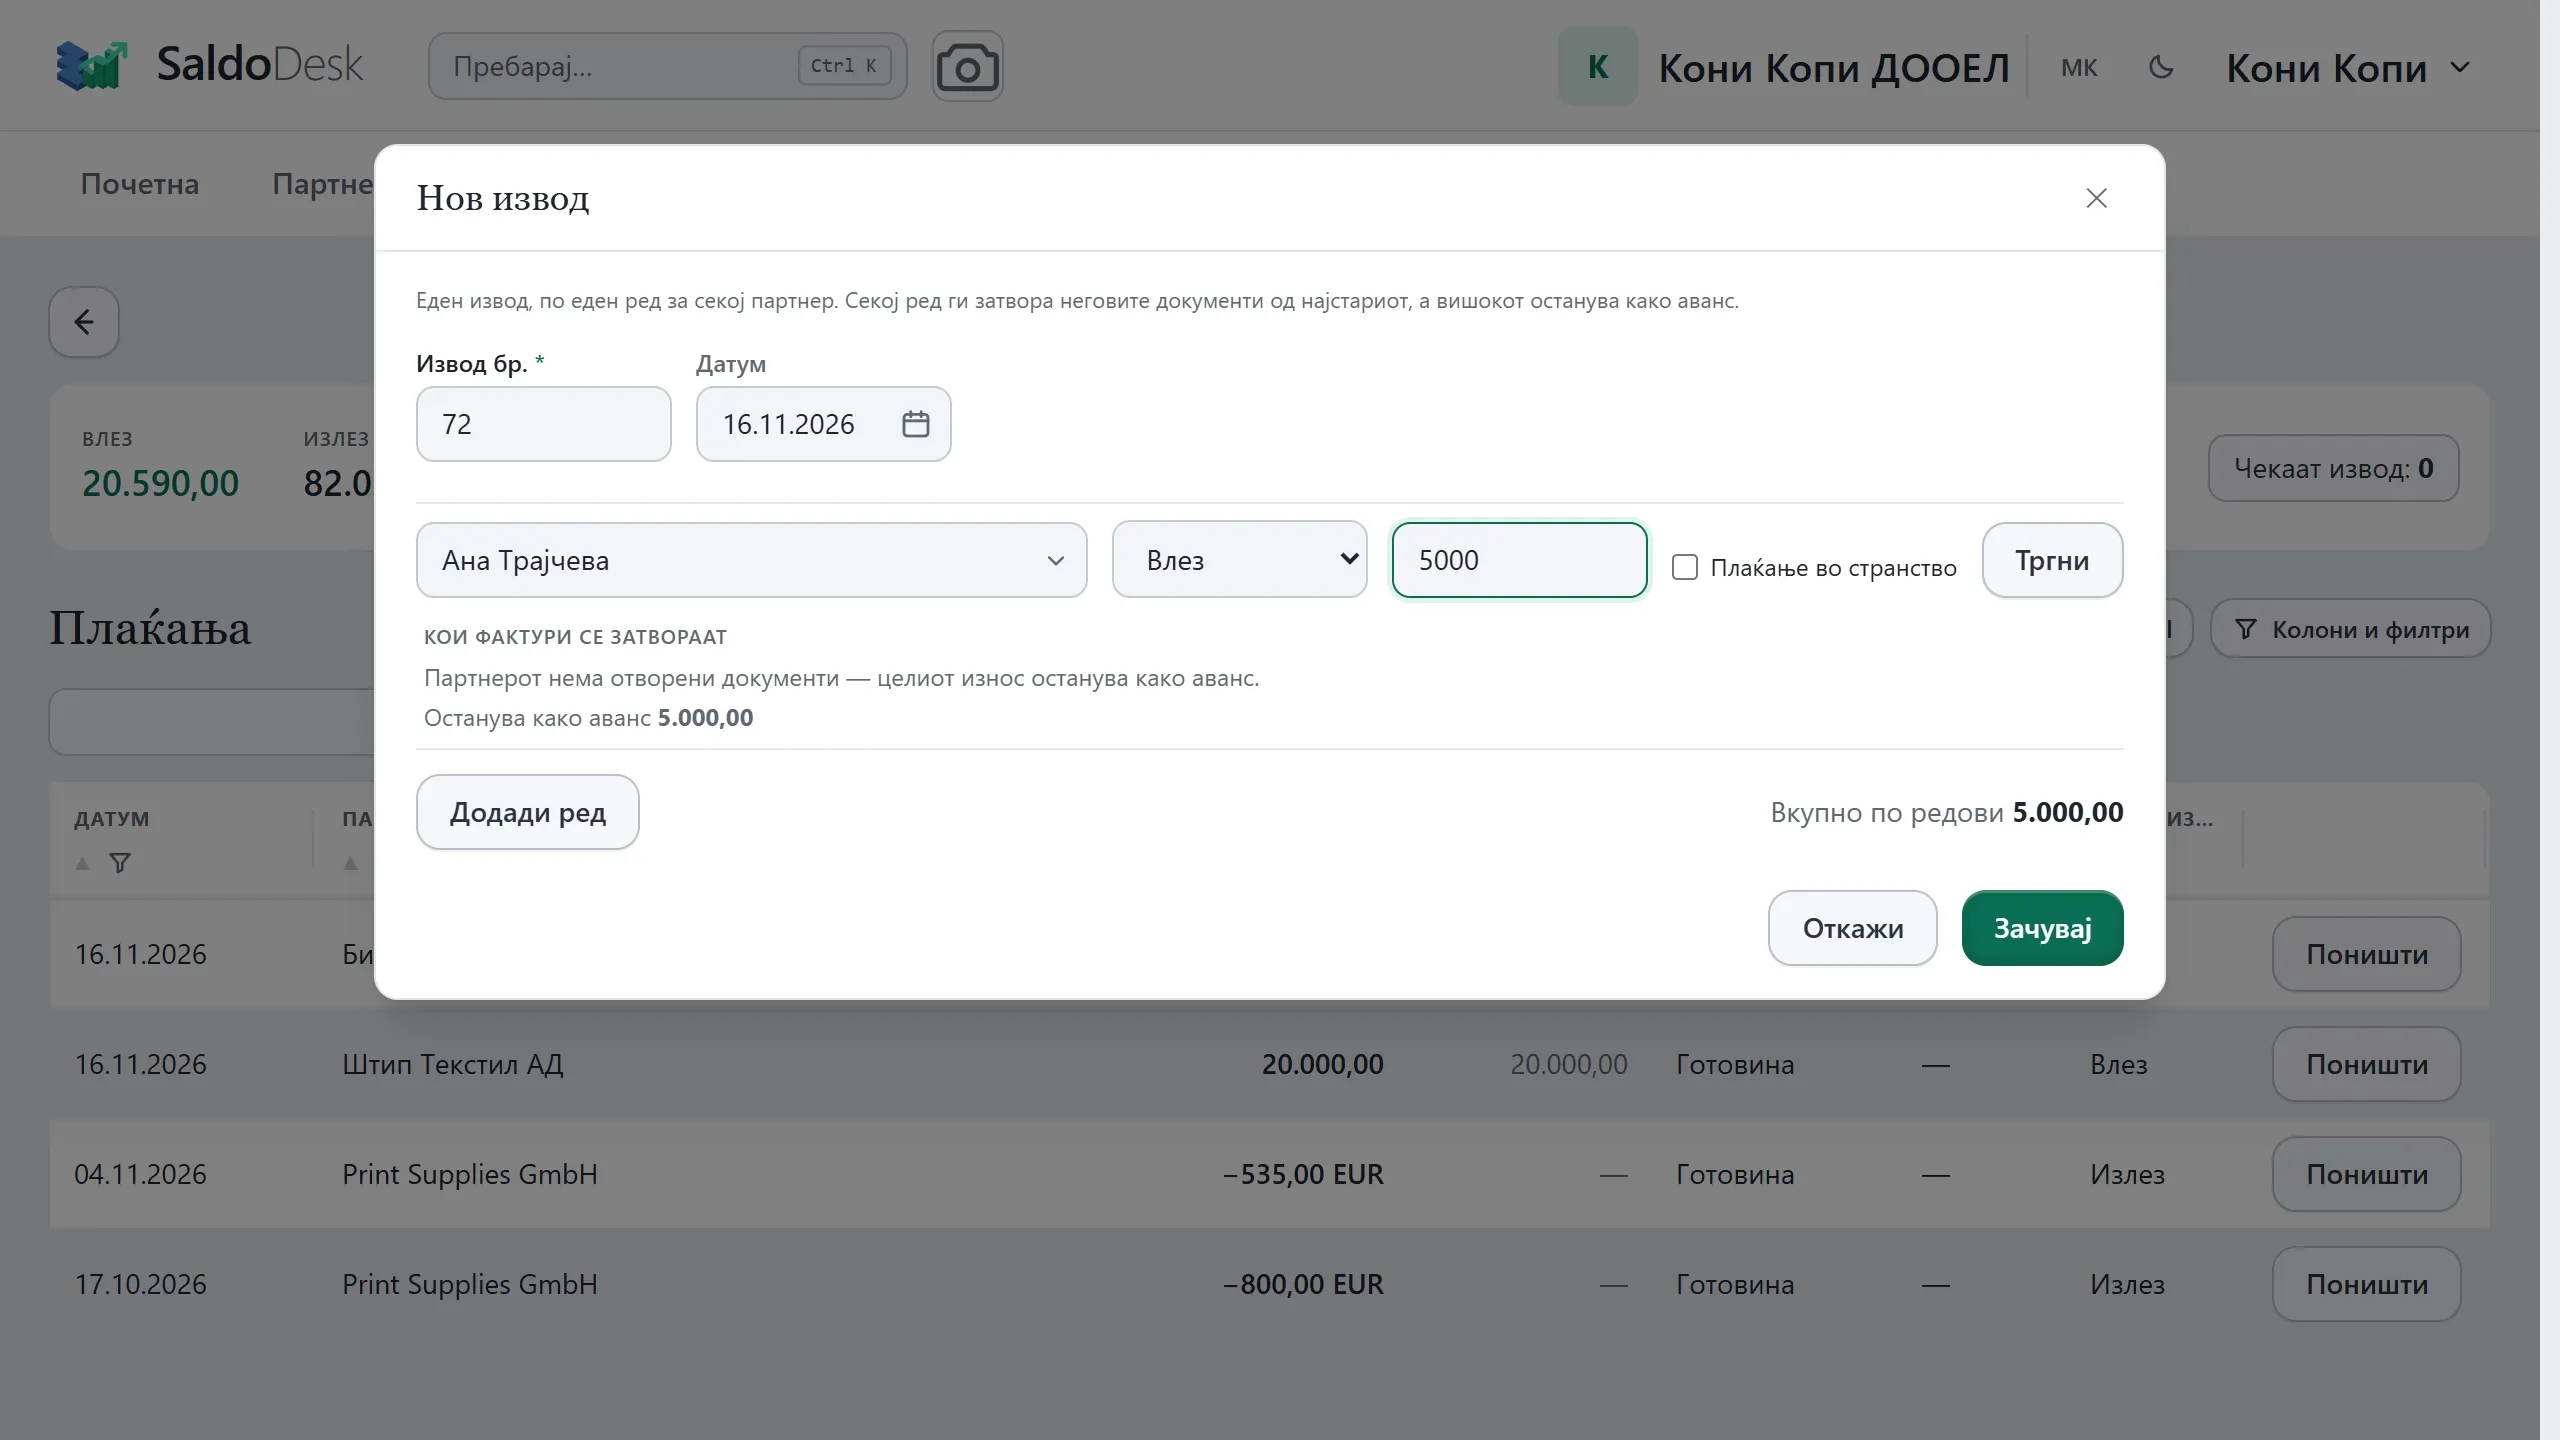 SaldoDesk
Пребарај...
Ctrl K
К
Кони Копи ДООЕЛ
МК
Кони Копи
Почетна
Нов извод
Еден извод, по еден ред за секој партнер. Секој ред ги затвора неговите документи од најстариот, а вишокот останува како аванс.
Извод бр. *
Датум
72
16.11.2026
ВЛЕЗ
ИЗЛЕЗ
20.590,00
82.0
Чекаат извод: 0
Ана Трајчева
Влез
5000
Плаќање во странство
Тргни
КОИ ФАКТУРИ СЕ ЗАТВОРААТ
Партнерот нема отворени документи — целиот износ останува како аванс.
Останува како аванс 5.000,00
Плаќања
Колони и филтри
Додади ред
Вкупно по редови 5.000,00
ДАТУМ
Откажи
Зачувај
16.11.2026
Поништи
16.11.2026 Штип Текстил АД 20.000,00 20.000,00 Готовина — Влез Поништи
04.11.2026 Print Supplies GmbH −535,00 EUR — Готовина — Излез Поништи
17.10.2026 Print Supplies GmbH −800,00 EUR — Готовина — Излез Поништи